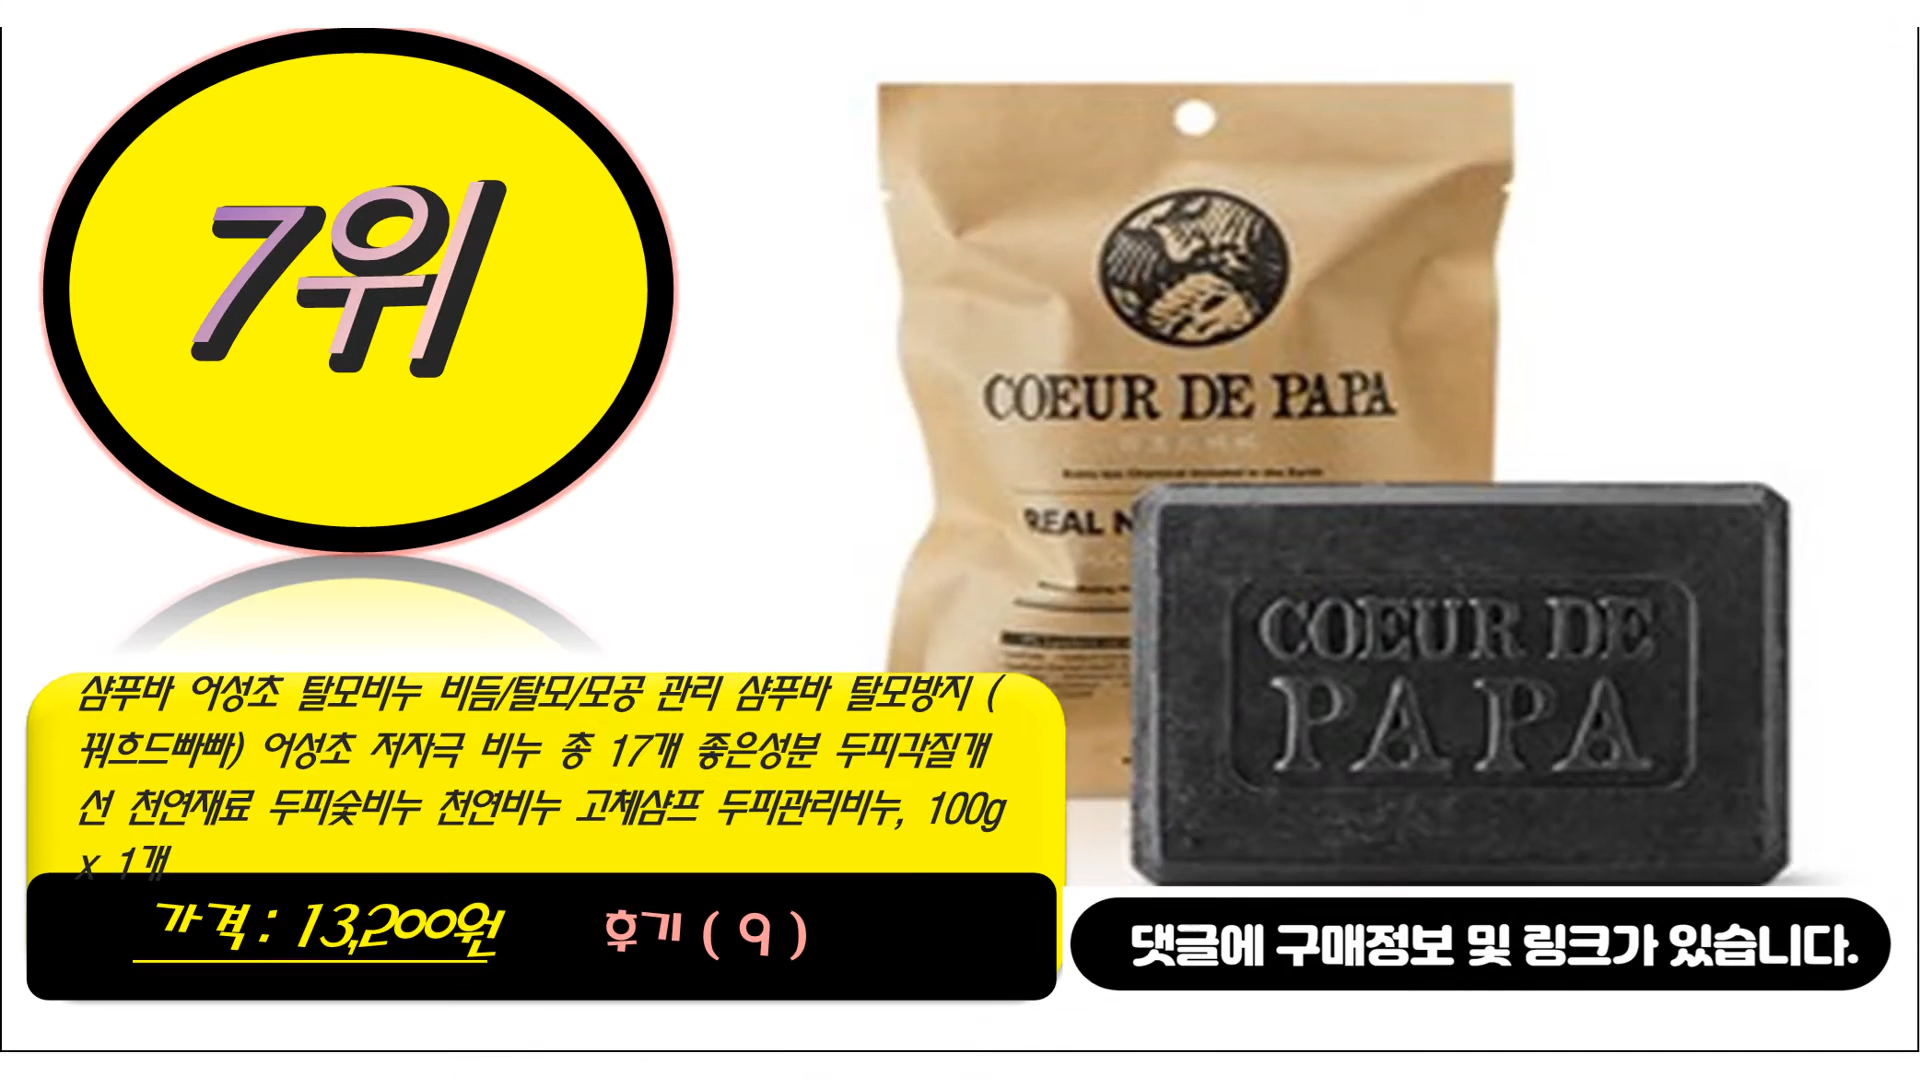 7위
COEUR DE PAPA
REAL N
COEUR DE
PAPA
샴푸바 어성초 탈모비누 비듬/탈모/모공 관리 샴푸바 탈모방지 (
꿔흐드빠빠) 어성초 저자극 비누 총 17개 좋은성분 두피각질개
선 천연재료 두피숯비누 천연비누 고체샴프 두피관리비누, 100g
x 1개
가격 : 13,200원 후기 ( 9 )
댓글에 구매정보 및 링크가 있습니다.